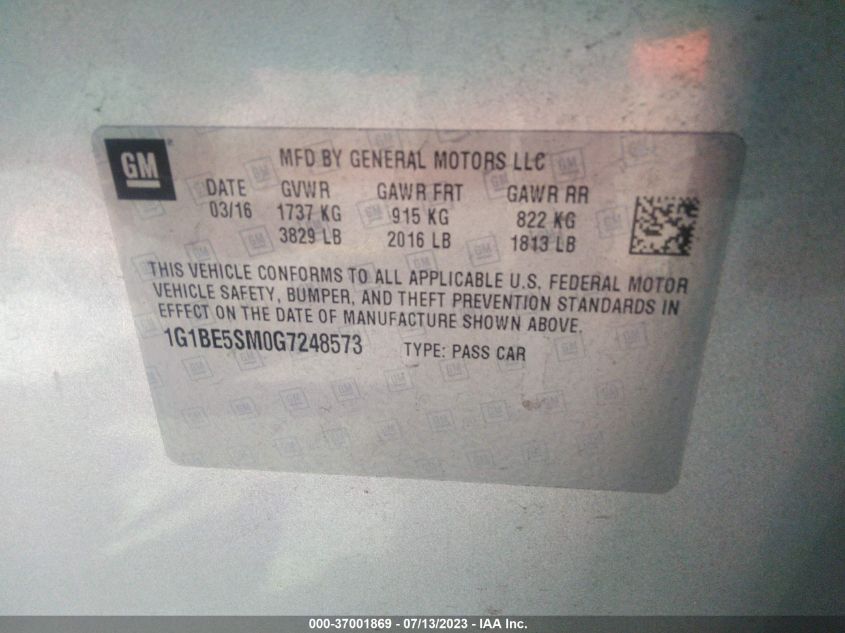 GM
MFD BY GENERAL MOTORS LLC
DATE GVWR GAWR FRT GAWR RR
03/16 1737 KG 915 KG 822 KG
3829 LB 2016 LB 1813 LB
THIS VEHICLE CONFORMS TO ALL APPLICABLE U.S. FEDERAL MOTOR
VEHICLE SAFETY, BUMPER, AND THEFT PREVENTION STANDARDS IN
EFFECT ON THE DATE OF MANUFACTURE SHOWN ABOVE.
1G1BE5SM0G7248573 TYPE: PASS CAR
000-37001869 - 07/13/2023 - IAA Inc.